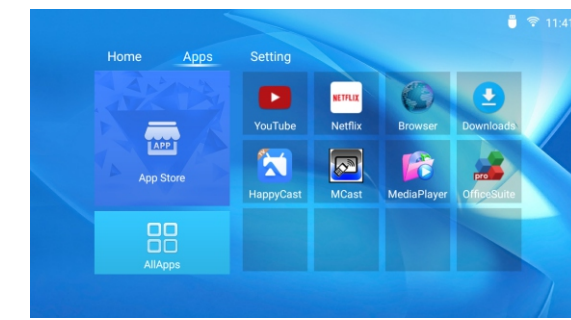 11:41
Home Apps Setting
NETFLIX
YouTube Netflix Browser Downloads
APP
App Store
pro
HappyCast MCast MediaPlayer OfficeSuite
AllApps